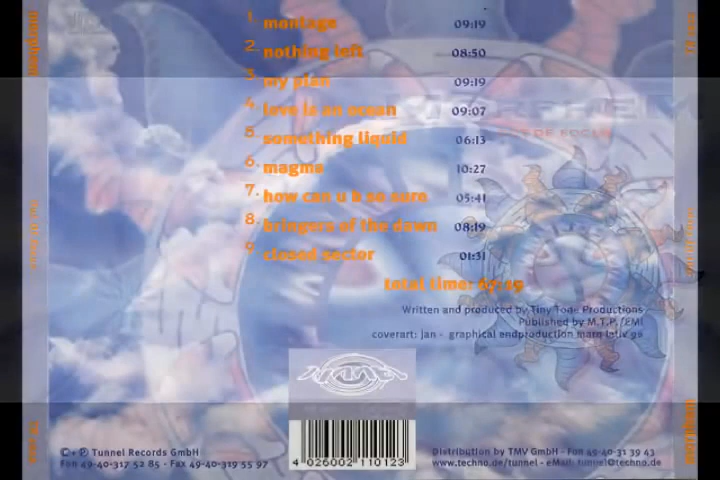 1. montage 09:19
2. nothing left 08:50
3. my plan 09:19
4. love is an ocean 09:07
5. something liquid 06:13
6. magma 10:27
7. how can u b so sure 05:41
8. bringers of the dawn 08:19
9. closed sector 01:31
total time: 67:19
Written and produced by Tiny Tode Productions
Published by M.T.P. /EMI
coverart: jan - graphical endproduction
4 026002 110123
C+P Tunnel Records GmbH
Fon 49-40-317 52 85 - Fax 49-40-319 55 97
Distribution by TMV GmbH - Fon 49-40-31 39 43
www.techno.de/tunnel - eMail: tunnel@techno.de